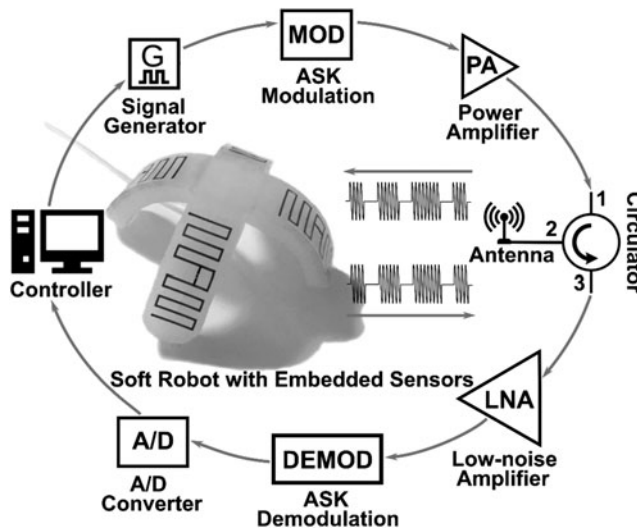 G
Signal
Generator
MOD
ASK
Modulation
PA
Power
Amplifier
1
2
3
Circulator
Antenna
Controller
Soft Robot with Embedded Sensors
LNA
Low-noise
Amplifier
DEMOD
ASK
Demodulation
A/D
A/D
Converter